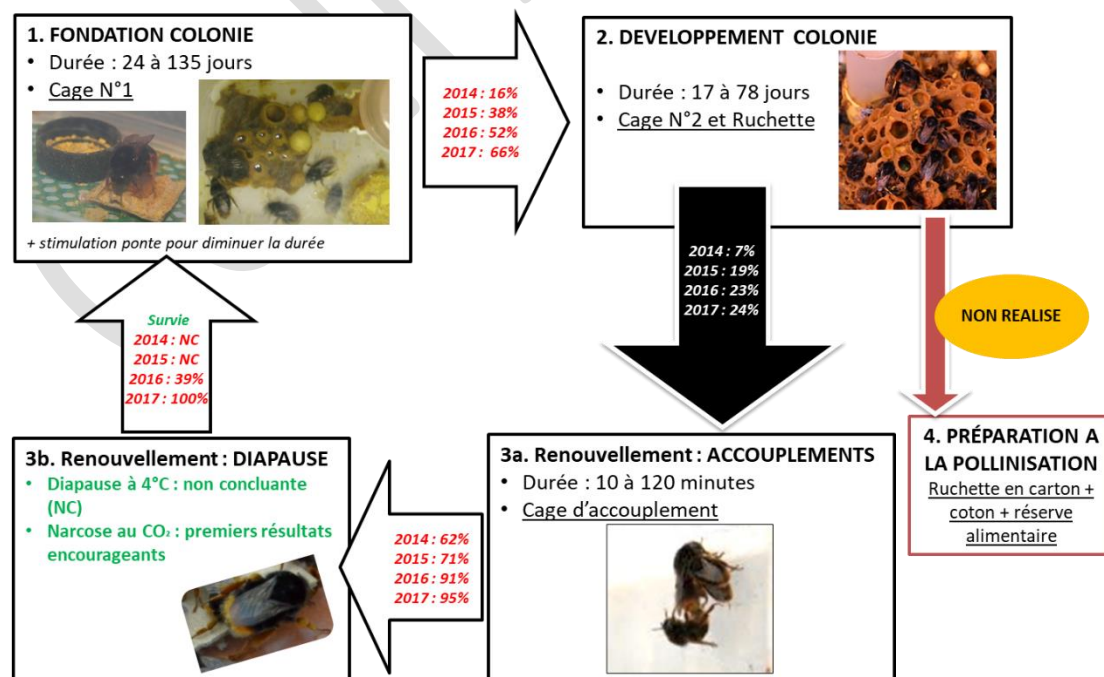 1. FONDATION COLONIE
• Durée : 24 à 135 jours
• Cage N°1
+ stimulation ponte pour diminuer la durée
2014 : 16%
2015 : 38%
2016 : 52%
2017 : 66%
2. DEVELOPPEMENT COLONIE
• Durée : 17 à 78 jours
• Cage N°2 et Ruchette
2014 : 7%
2015 : 19%
2016 : 23%
2017 : 24%
NON REALISE
4. PRÉPARATION A
LA POLLINISATION
Ruchette en carton +
coton + réserve
alimentaire
3a. Renouvellement : ACCOUPLEMENTS
• Durée : 10 à 120 minutes
• Cage d'accouplement
2014 : 62%
2015 : 71%
2016 : 91%
2017 : 95%
3b. Renouvellement : DIAPAUSE
• Diapause à 4°C : non concluante
(NC)
• Narcose au CO₂ : premiers résultats
encourageants
Survie
2014 : NC
2015 : NC
2016 : 39%
2017 : 100%